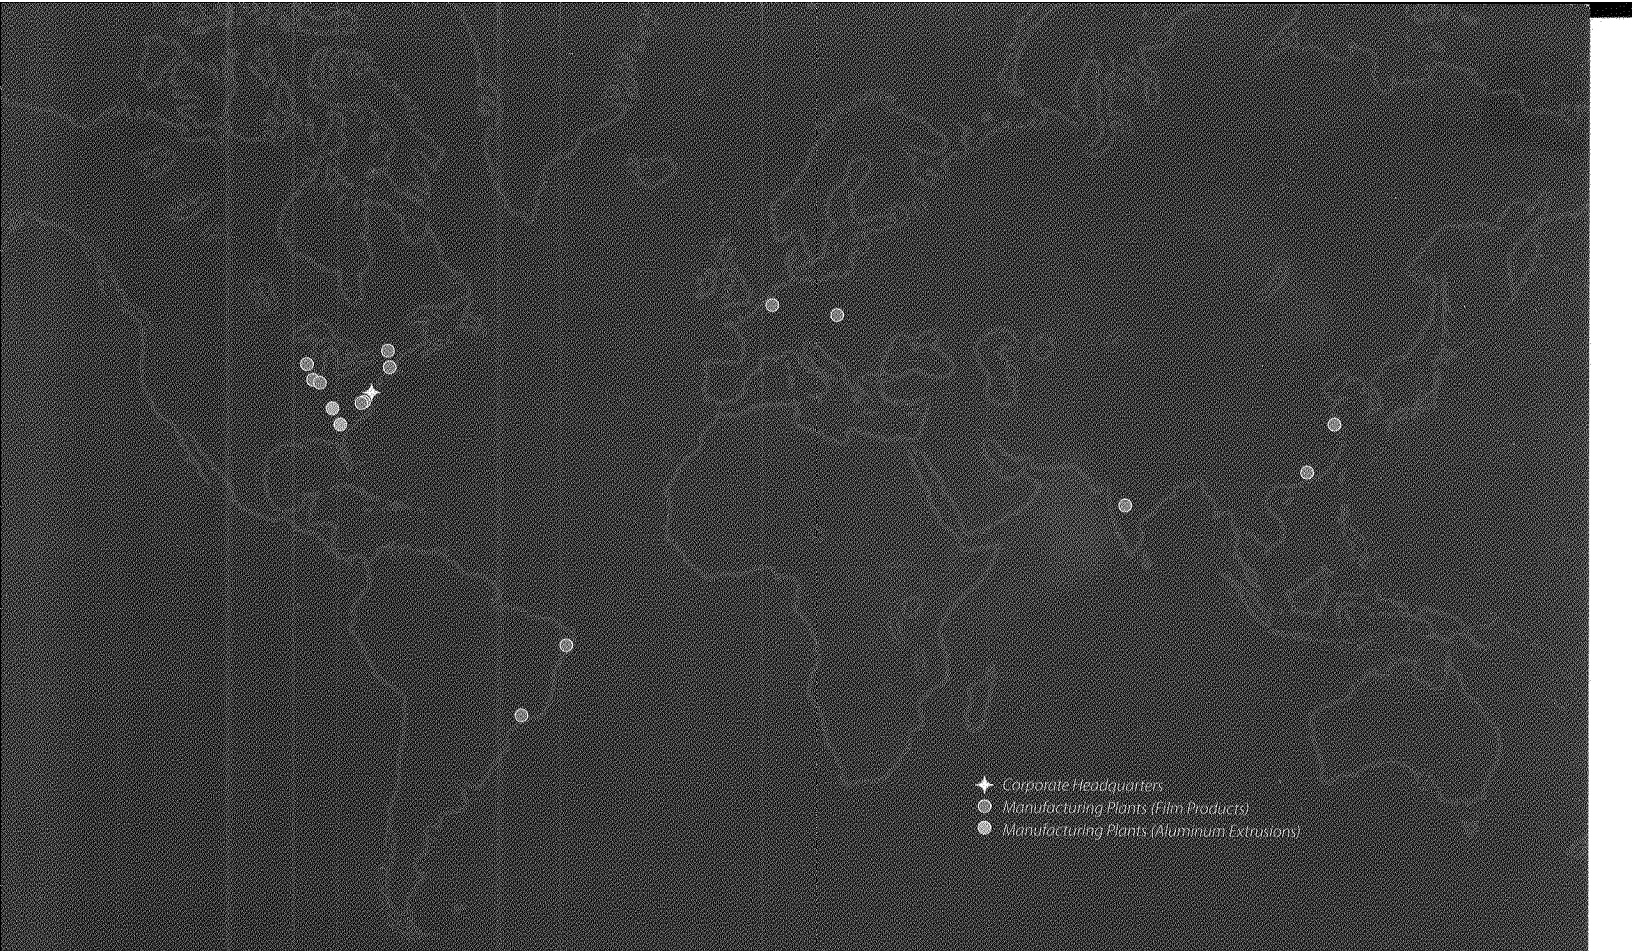 Corporate Headquarters
Manufacturing Plants (Film Products)
Manufacturing Plants (Aluminum Extrusions)